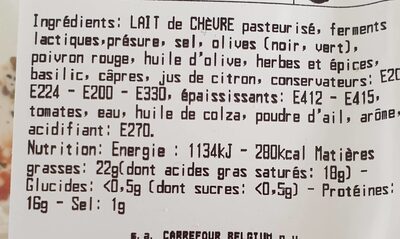 Ingrédients: LAIT de CHÈVRE pasteurisé, ferments
lactiques,présure, sel, olives (noir, vert),
poivron rouge, huile d'olive, herbes et épices,
basilic, câpres, jus de citron, conservateurs:
E224 - E200 - E330, épaississants: E412 - E415,
tomates, eau, huile de colza, poudre d'ail, arôme,
acidifiant: E270.
Nutrition: Energie : 1134kJ - 280kcal Matières
grasses: 22g(dont acides gras saturés: 18g) -
Glucides: <0,5g (dont sucres: <0,5g) - Protéines:
16g - Sel: 1g
s.a. CARREFOUR BELGIUM